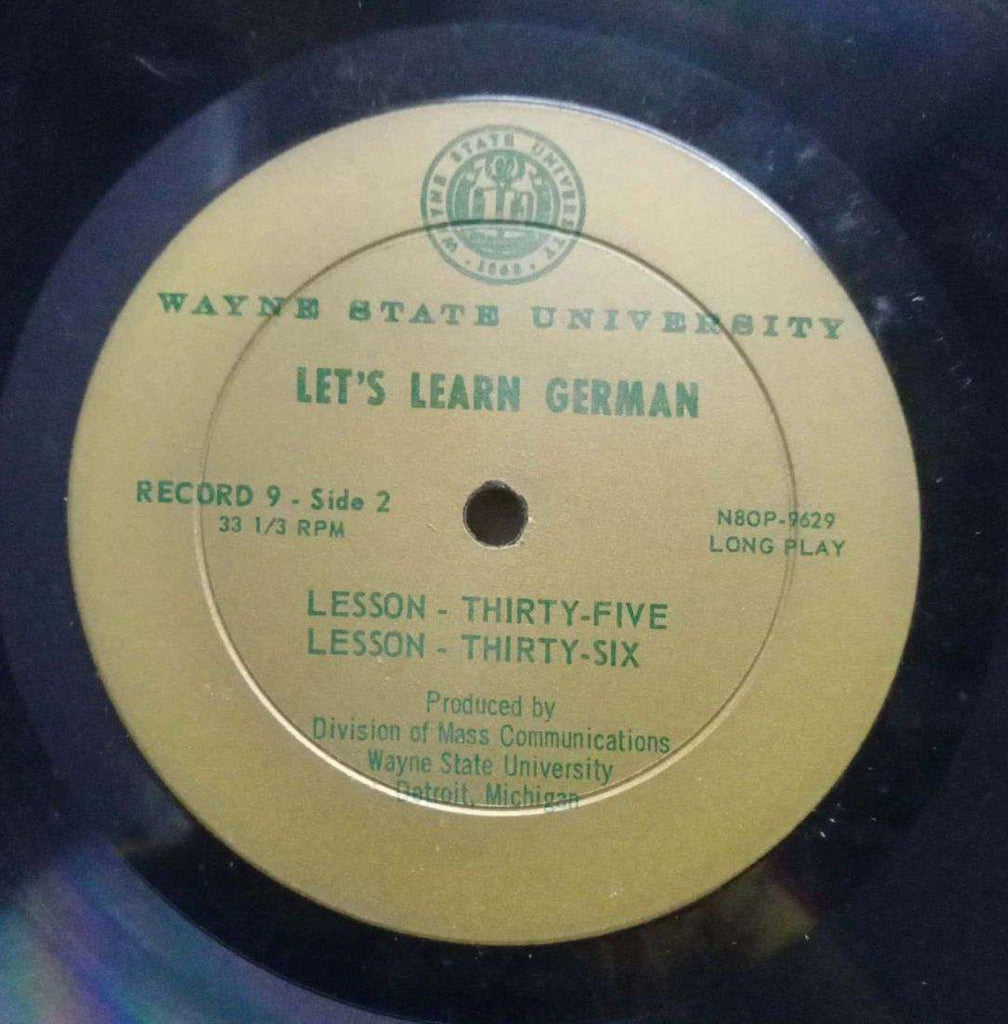 WAYNE STATE UNIVERSITY
· 1868 ·
WAYNE STATE UNIVERSITY
LET'S LEARN GERMAN
RECORD 9 - Side 2
33 1/3 RPM
N8OP-9629
LONG PLAY
LESSON - THIRTY-FIVE
LESSON - THIRTY-SIX
Produced by
Division of Mass Communications
Wayne State University
Detroit, Michigan